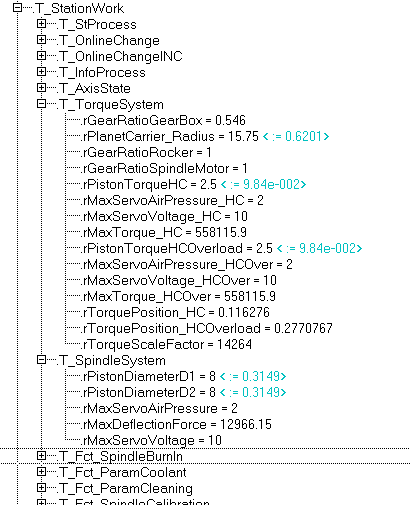 .T_StationWork
.T_StProcess
.T_OnlineChange
.T_OnlineChangeINC
.T_InfoProcess
.T_AxisState
.T_TorqueSystem
.rGearRatioGearBox = 0.546
.rPlanetCarrier_Radius = 15.75 < := 0.6201>
.rGearRatioRocker = 1
.rGearRatioSpindleMotor = 1
.rPistonTorqueHC = 2.5 < := 9.84e-002>
.rMaxServoAirPressure_HC = 2
.rMaxServoVoltage_HC = 10
.rMaxTorque_HC = 558115.9
.rPistonTorqueHCOverload = 2.5 < := 9.84e-002>
.rMaxServoAirPressure_HCOver = 2
.rMaxServoVoltage_HCOver = 10
.rMaxTorque_HCOver = 558115.9
.rTorquePosition_HC = 0.116276
.rTorquePosition_HCOverload = 0.2770767
.rTorqueScaleFactor = 14264
.T_SpindleSystem
.rPistonDiameterD1 = 8 < := 0.3149>
.rPistonDiameterD2 = 8 < := 0.3149>
.rMaxServoAirPressure = 2
.rMaxDeflectionForce = 12966.15
.rMaxServoVoltage = 10
.T_Fct_SpindleBurnIn
.T_Fct_ParamCoolant
.T_Fct_ParamCleaning
.T_Fct_SpindleCalibration